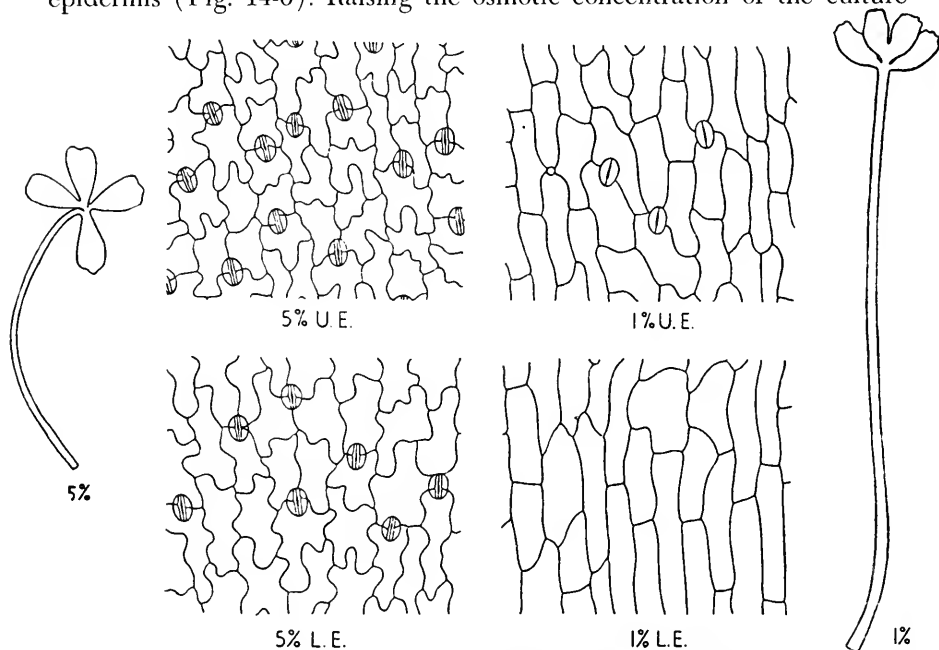 epidermis (Fig. 14-6). Raising the osmotic concentration of the culture
5% U.E.
1% U.E.
5%
5% L.E.
1% L.E.
1%